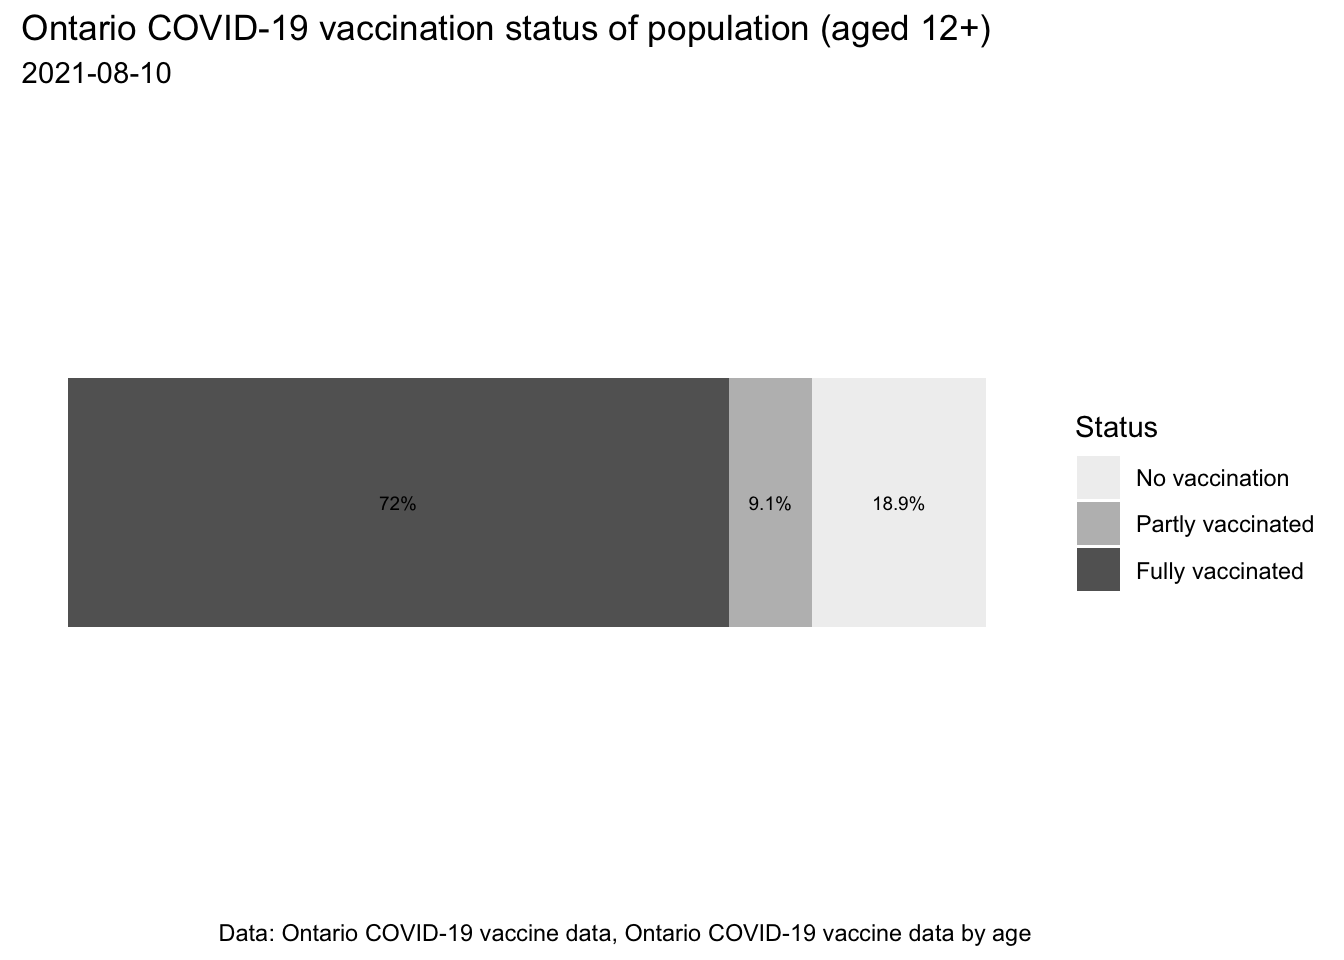 Ontario COVID-19 vaccination status of population (aged 12+)
2021-08-10
72%
9.1%
18.9%
Status
No vaccination
Partly vaccinated
Fully vaccinated
Data: Ontario COVID-19 vaccine data, Ontario COVID-19 vaccine data by age